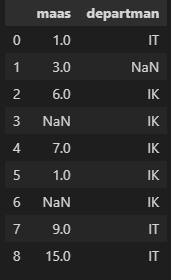 maas departman
0 1.0 IT
1 3.0 NaN
2 6.0 IK
3 NaN IK
4 7.0 IK
5 1.0 IK
6 NaN IK
7 9.0 IT
8 15.0 IT